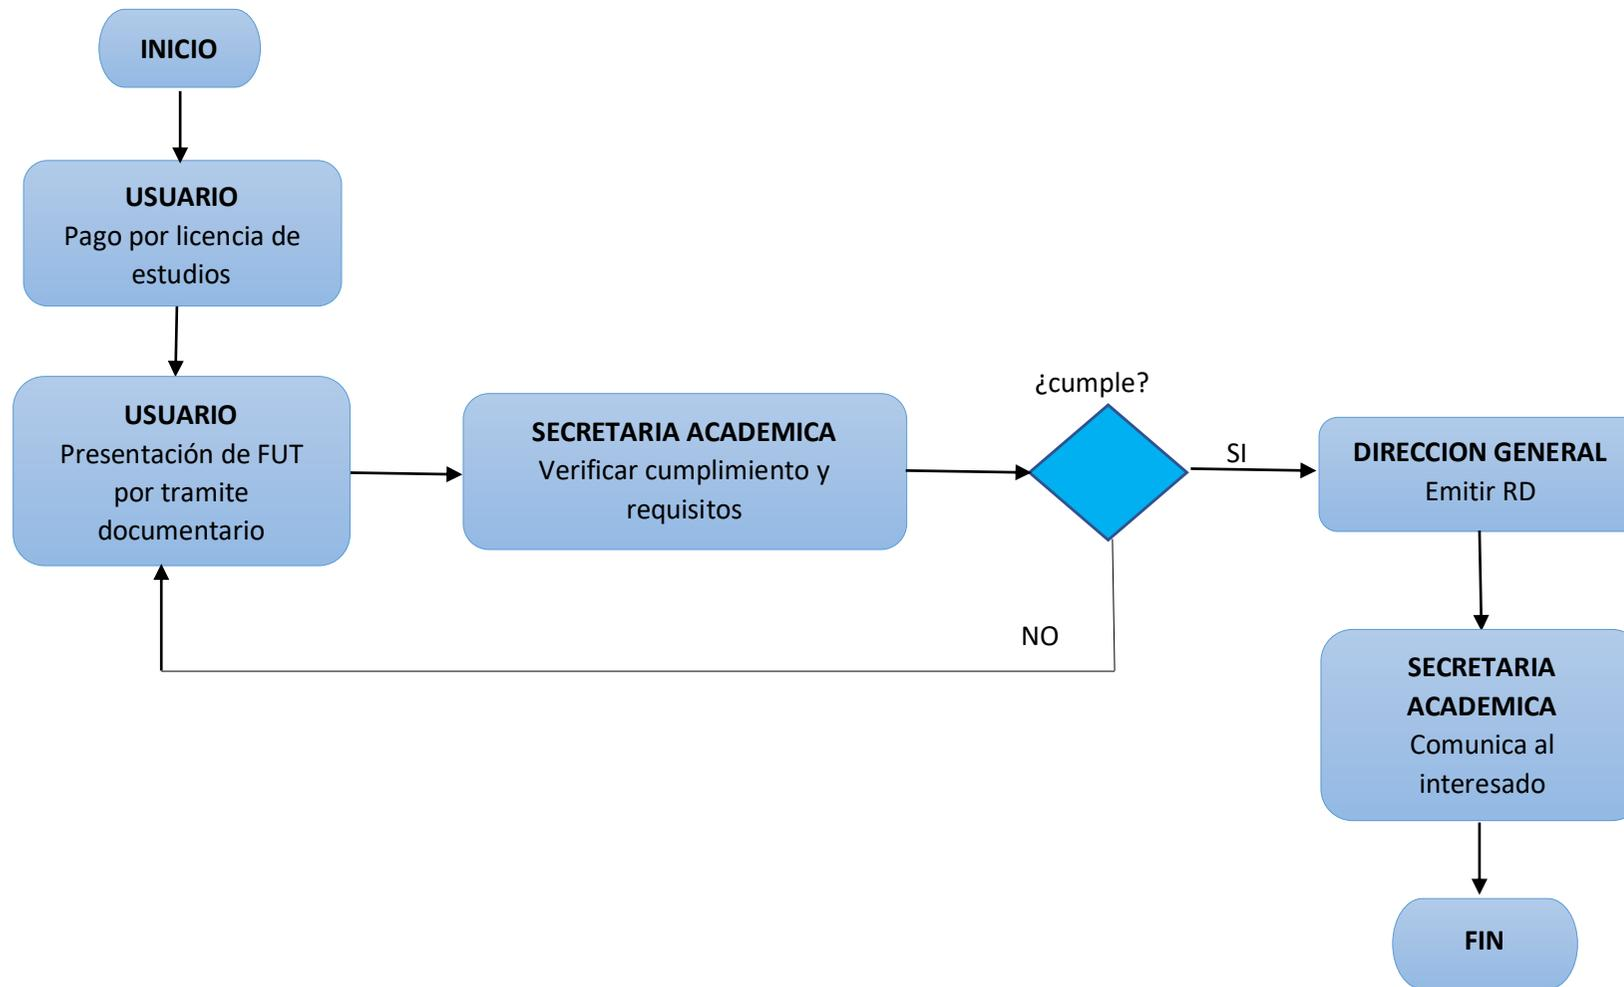 INICIO
USUARIO
Pago por licencia de
estudios
USUARIO
Presentación de FUT
por tramite
documentario
SECRETARIA ACADEMICA
Verificar cumplimiento y
requisitos
¿cumple?
SI
NO
DIRECCION GENERAL
Emitir RD
SECRETARIA
ACADEMICA
Comunica al
interesado
FIN